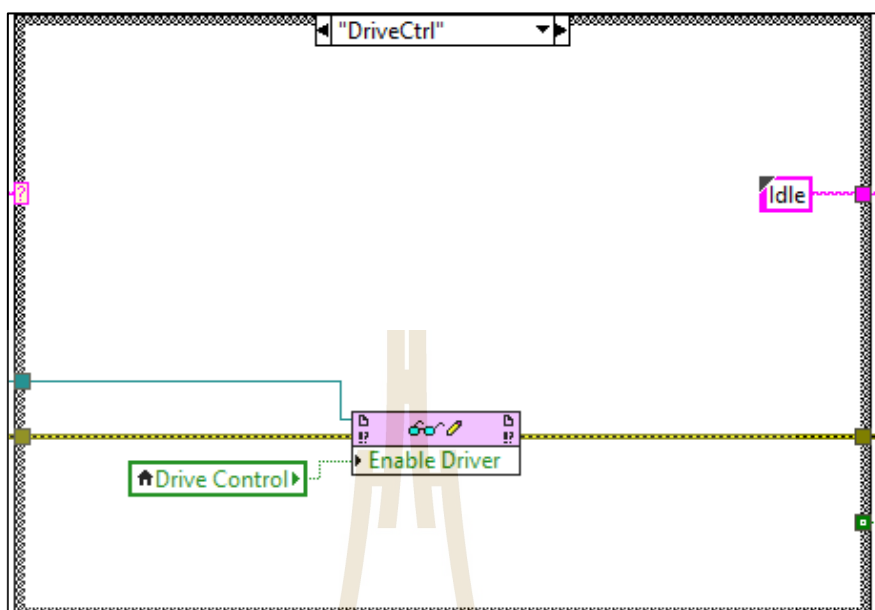 "DriveCtrl"
?
Idle
!? !?
Enable Driver
Drive Control